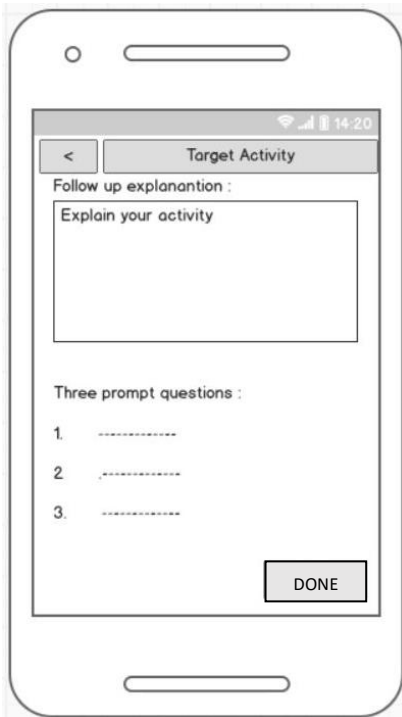 14:20
< Target Activity
Follow up explanantion :
Explain your activity
Three prompt questions :
1. -------------
2 .-------------
3. -------------
DONE